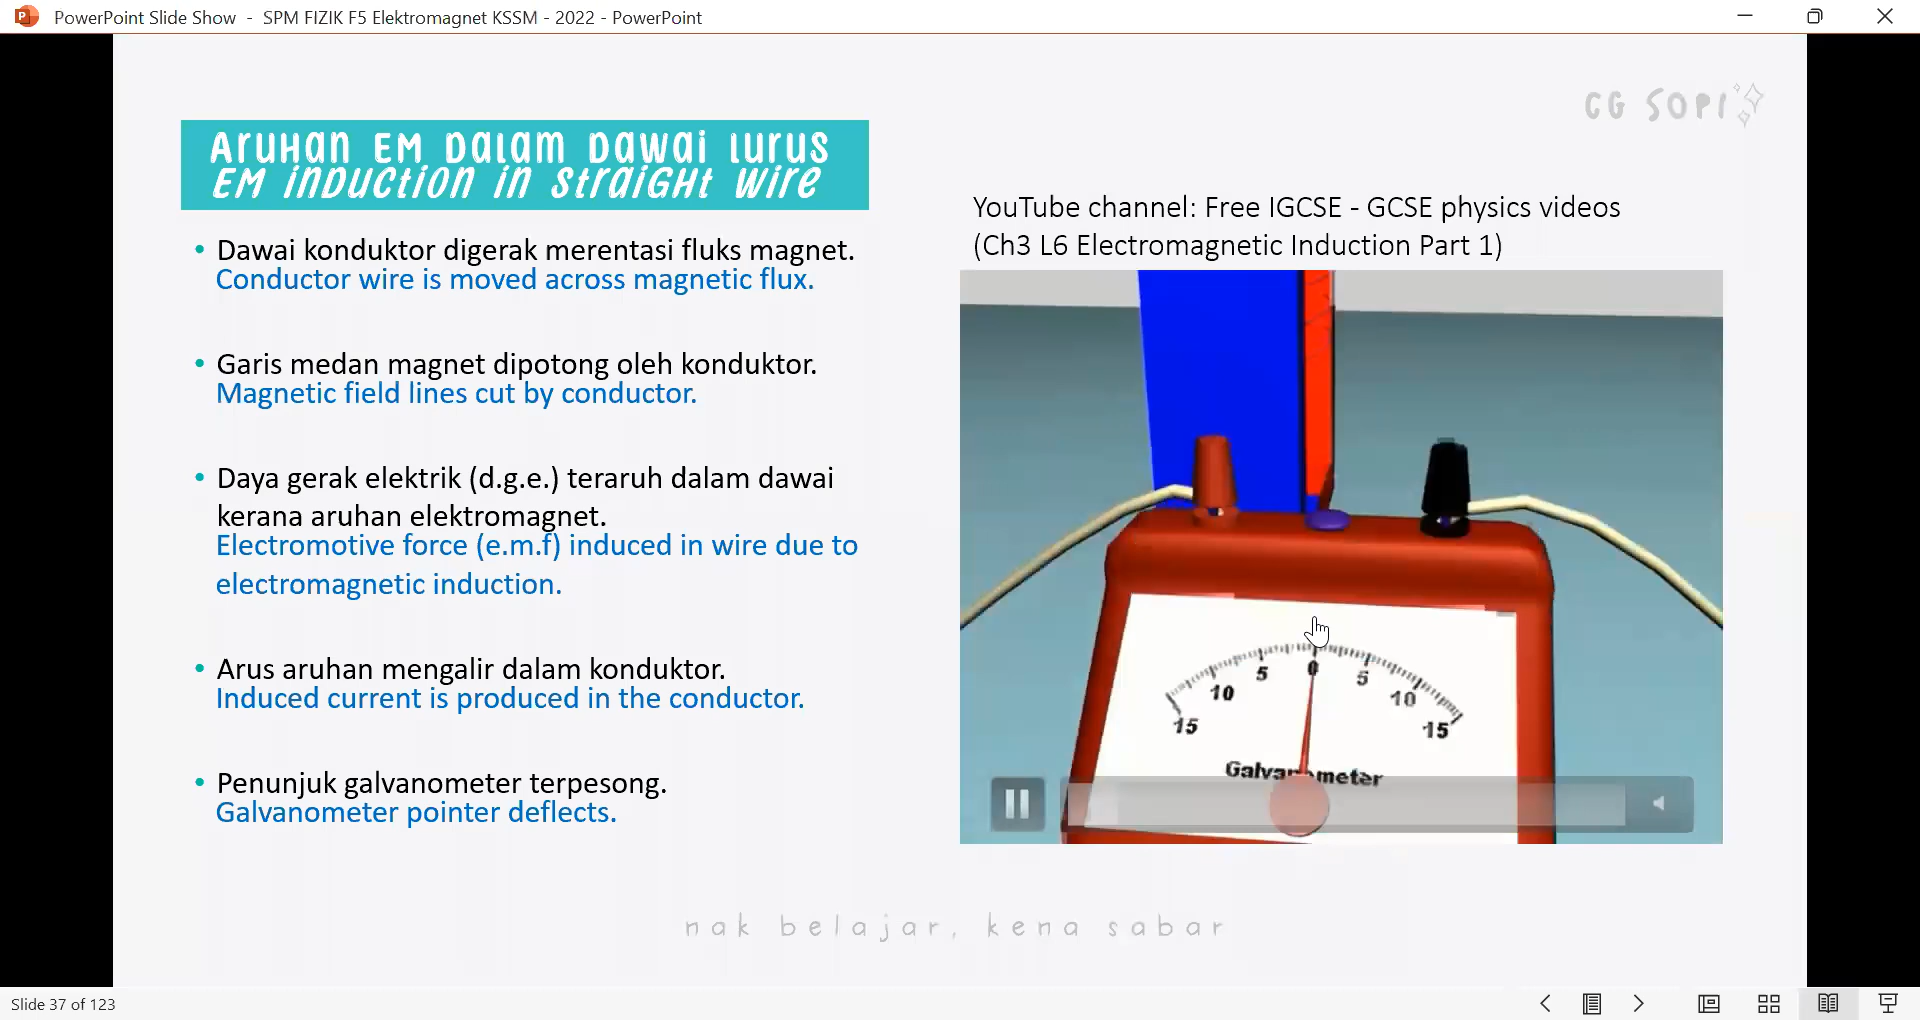 PowerPoint Slide Show - SPM FIZIK F5 Elektromagnet KSSM - 2022 - PowerPoint
CG SOPI
Aruhan EM Dalam Dawai Lurus
EM induction in straight wire
YouTube channel: Free IGCSE - GCSE physics videos
(Ch3 L6 Electromagnetic Induction Part 1)
• Dawai konduktor digerak merentasi fluks magnet.
Conductor wire is moved across magnetic flux.
• Garis medan magnet dipotong oleh konduktor.
Magnetic field lines cut by conductor.
• Daya gerak elektrik (d.g.e.) teraruh dalam dawai
kerana aruhan elektromagnet.
Electromotive force (e.m.f) induced in wire due to
electromagnetic induction.
• Arus aruhan mengalir dalam konduktor.
Induced current is produced in the conductor.
• Penunjuk galvanometer terpesong.
Galvanometer pointer deflects.
15 10 5 0 5 10 15
Galvanometer
nak belajar, kena sabar
Slide 37 of 123